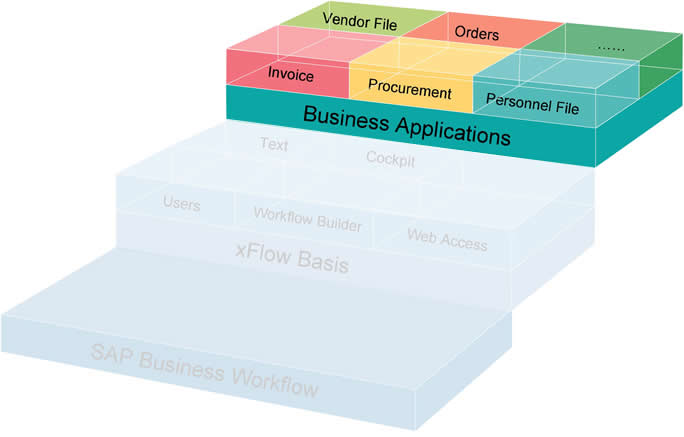 Vendor File
Orders
......
Invoice
Procurement
Personnel File
Business Applications
Text
Cockpit
Users
Workflow Builder
Web Access
xFlow Basis
SAP Business Workflow